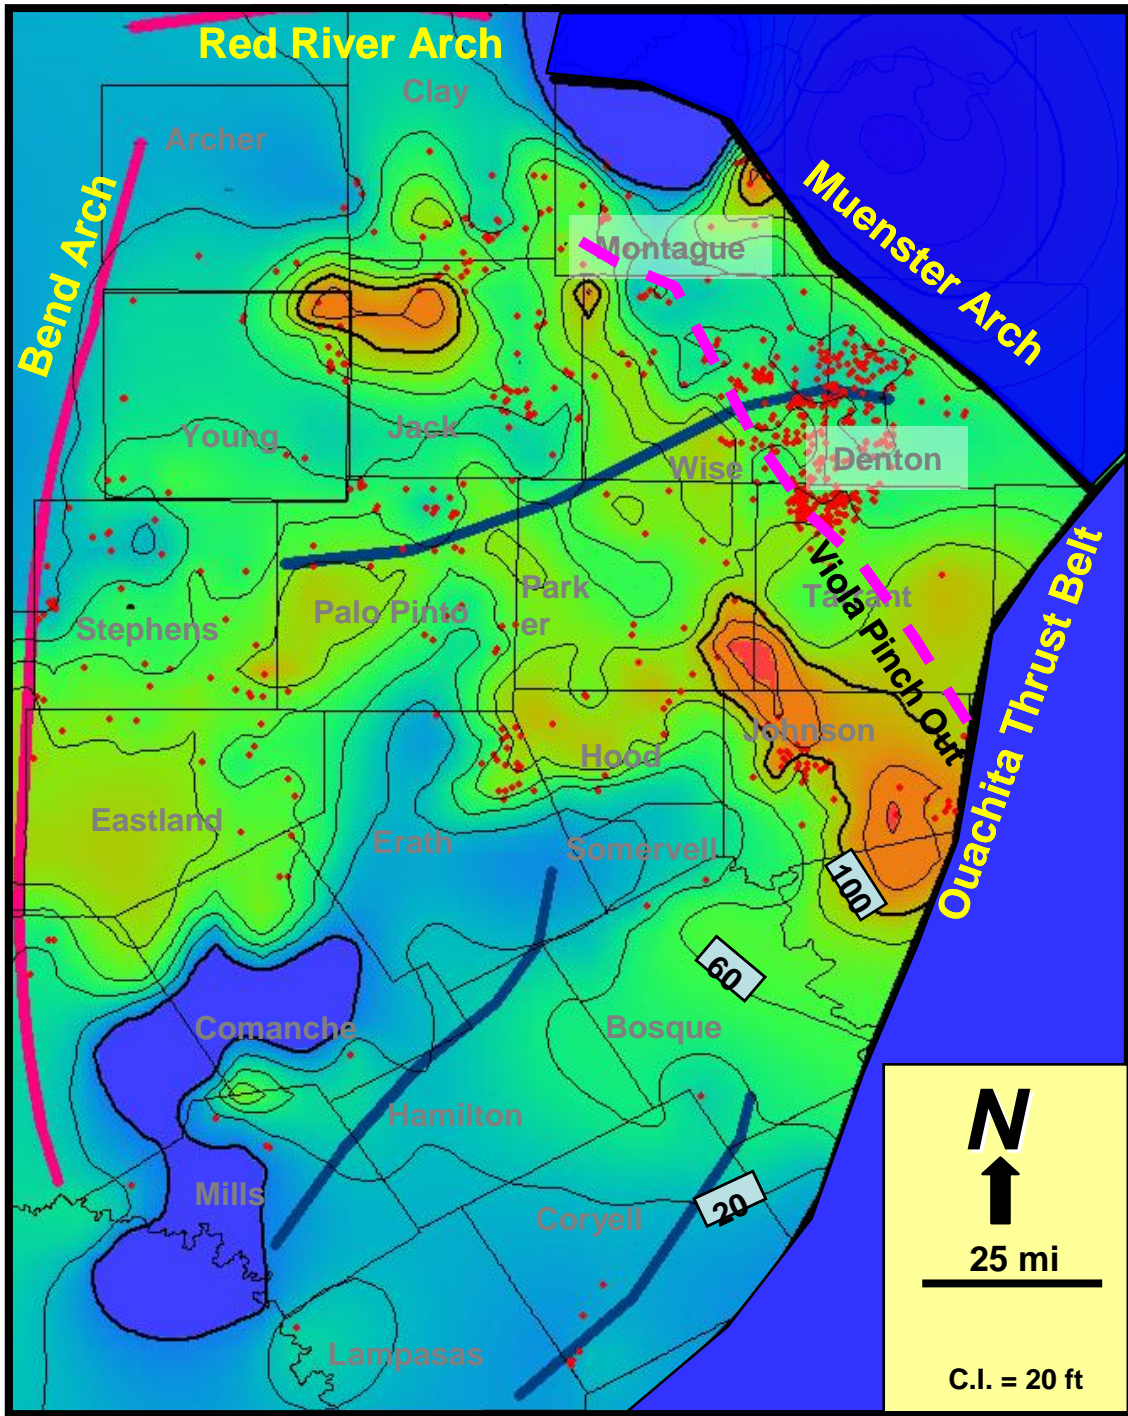 Red River Arch
Clay
Archer
Muenster Arch
Bend Arch
Montague
Young
Jack
Wise
Denton
Palo Pinto
Park
er
Tarrant
Stephens
Viola Pinch Out
Ouachita Thrust Belt
Johnson
Hood
Eastland
Erath
Somervell
100
60
Comanche
Bosque
Hamilton
Mills
20
Coryell
Lampasas
N
25 mi
C.I. = 20 ft